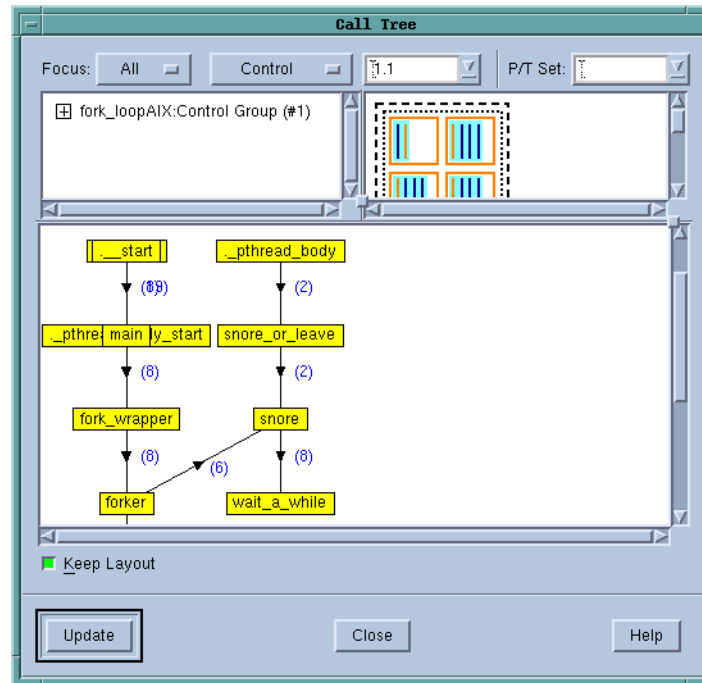 Call Tree
Focus: All Control 1.1 P/T Set:
fork_loopAIX:Control Group (#1)
.__start ._pthread_body
(2)
main ly_start snore_or_leave
(8) (2)
fork_wrapper snore
(8) (6) (8)
forker wait_a_while
Keep Layout
Update Close Help